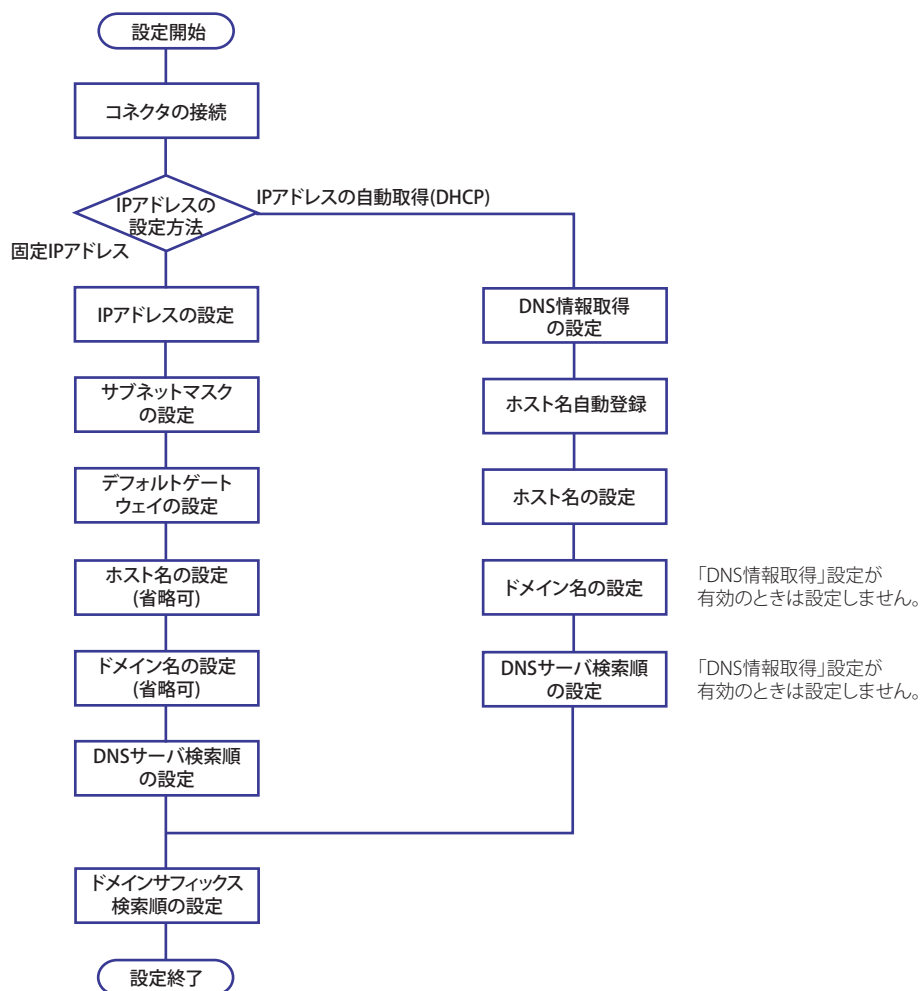 設定開始
コネクタの接続
IPアドレスの
設定方法
IPアドレスの自動取得(DHCP)
固定IPアドレス
IPアドレスの設定
サブネットマスク
の設定
デフォルトゲート
ウェイの設定
ホスト名の設定
(省略可)
ドメイン名の設定
(省略可)
DNSサーバ検索順
の設定
DNS情報取得
の設定
ホスト名自動登録
ホスト名の設定
ドメイン名の設定
「DNS情報取得」設定が
有効のときは設定しません。
DNSサーバ検索順
の設定
「DNS情報取得」設定が
有効のときは設定しません。
ドメインサフィックス
検索順の設定
設定終了